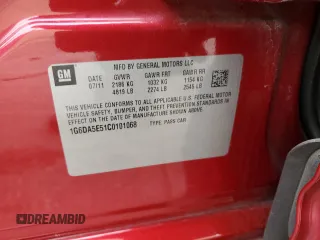 GM
MFD BY GENERAL MOTORS LLC
DATE GVWR GAWR FRT GAWR RR
07/11 2186 KG 1032 KG 1154 KG
4819 LB 2274 LB 2545 LB
THIS VEHICLE CONFORMS TO ALL APPLICABLE U.S. FEDERAL MOTOR
VEHICLE SAFETY, BUMPER, AND THEFT PREVENTION STANDARDS IN
EFFECT ON THE DATE OF MANUFACTURE SHOWN ABOVE.
1G6DA5E51C0101068 TYPE: PASS CAR
DREAMBID